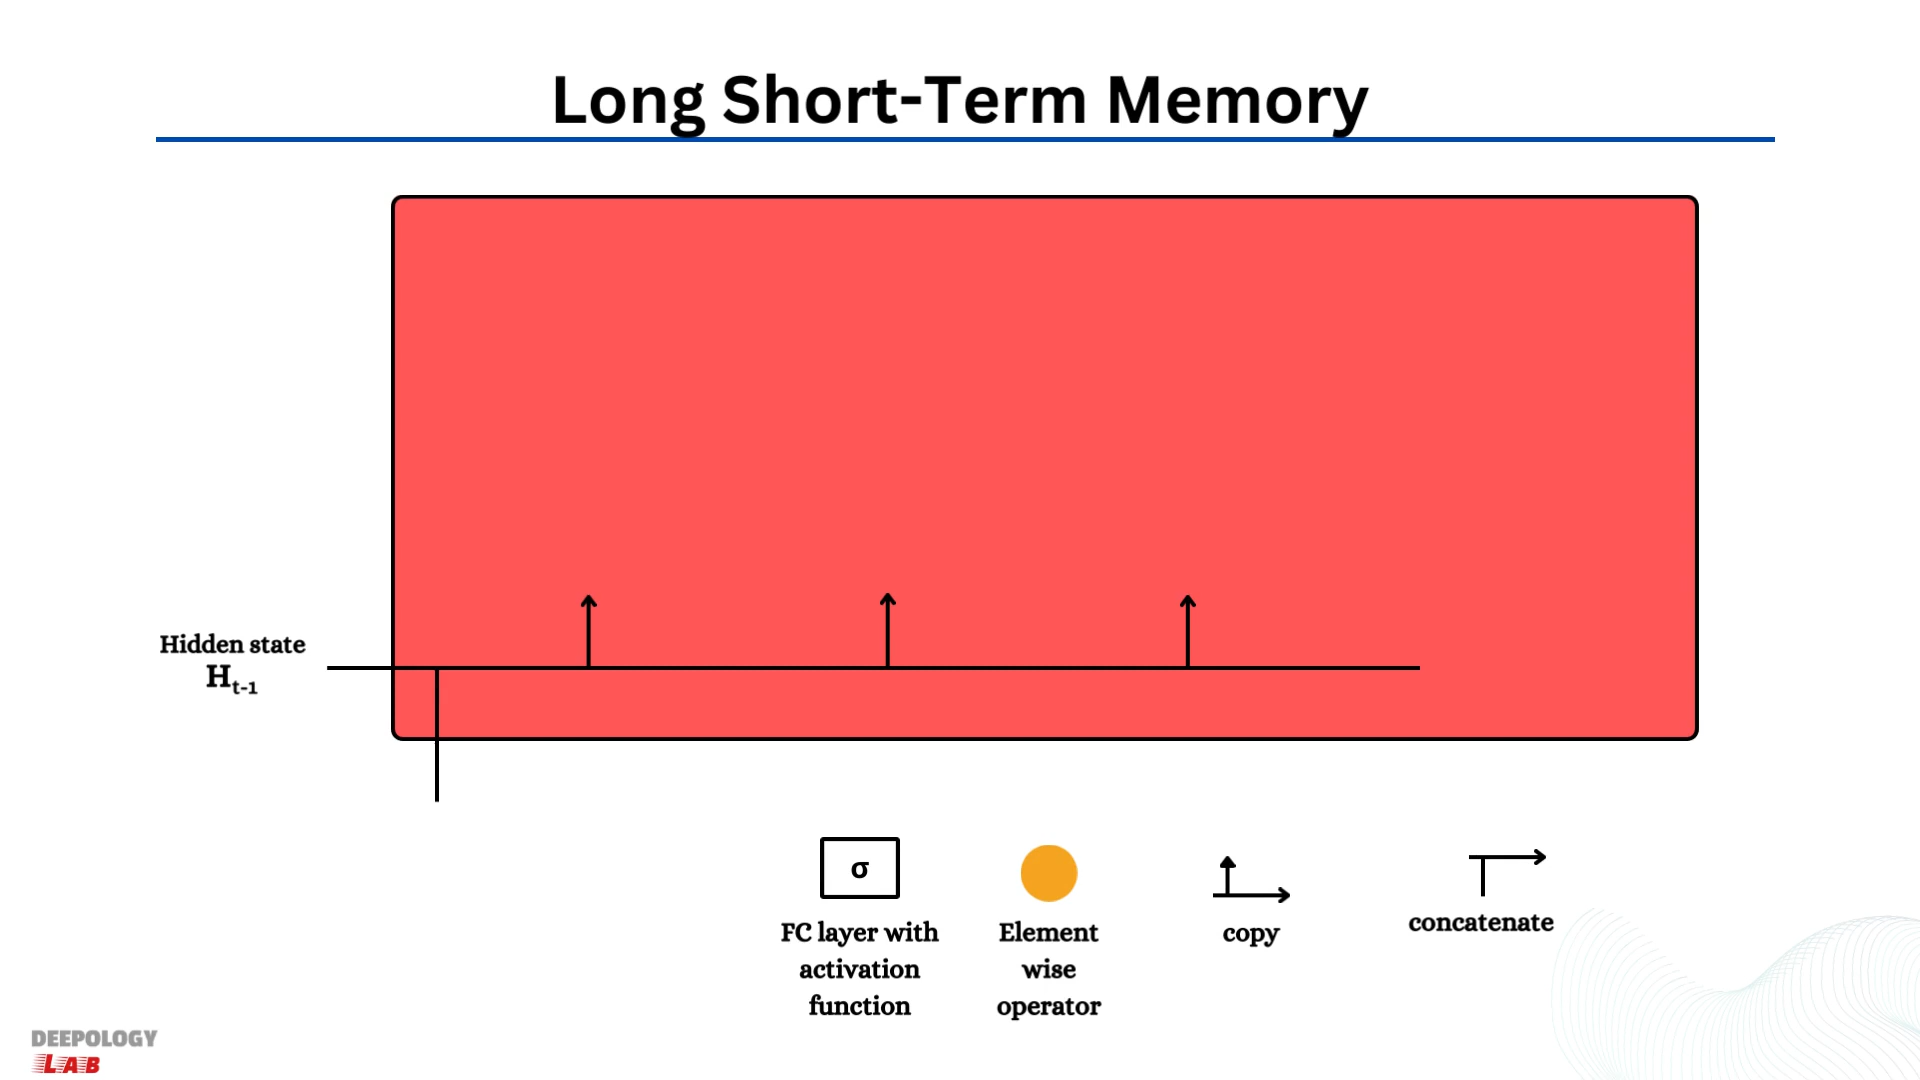 Long Short-Term Memory
Hidden state
H_{t-1}
σ
FC layer with
activation
function
Element
wise
operator
copy
concatenate
DEEPOLOGY
LAB